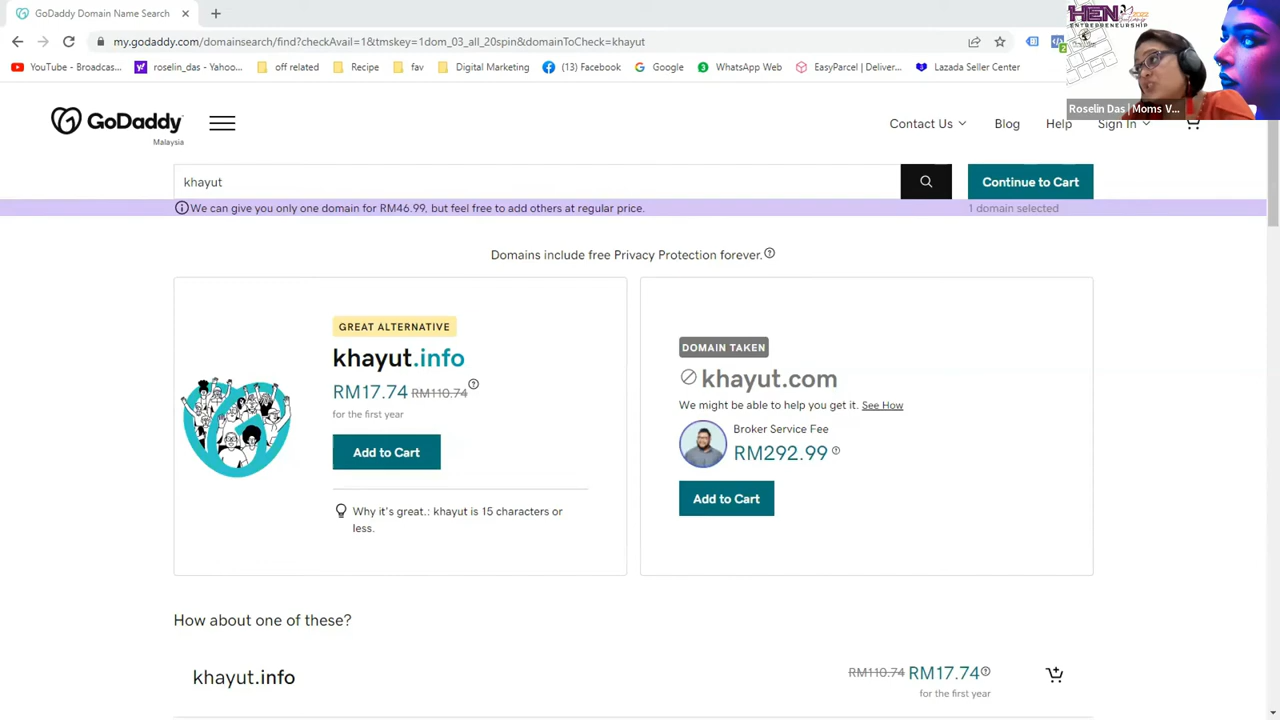 GoDaddy Domain Name Search
my.godaddy.com/domainsearch/find?checkAvail=1&tmskey=1dom_03_all_20spin&domainToCheck=khayut
YouTube - Broadcas...
roselin_das - Yahoo...
off related
Fav
Digital Marketing
Facebook
Google
WhatsApp Web
EasyParcel | Deliver...
Lazada Seller Center
ENTREPRENEURSHIP
Roselin Das | Moms V...
GoDaddy
Malaysia
Contact Us
Blog
Help
Sign In
khayut
Continue to Cart
We can give you only one domain for RM46.99, but feel free to add others at regular price.
1 domain selected
Domains include free Privacy Protection forever.
GREAT ALTERNATIVE
khayut.info
RM17.74 RM110.74
for the first year
Add to Cart
Why it's great.: khayut is 15 characters or
less.
DOMAIN TAKEN
khayut.com
We might be able to help you get it. See How
Broker Service Fee
RM292.99
Add to Cart
How about one of these?
khayut.info
RM110.74 RM17.74
for the first year